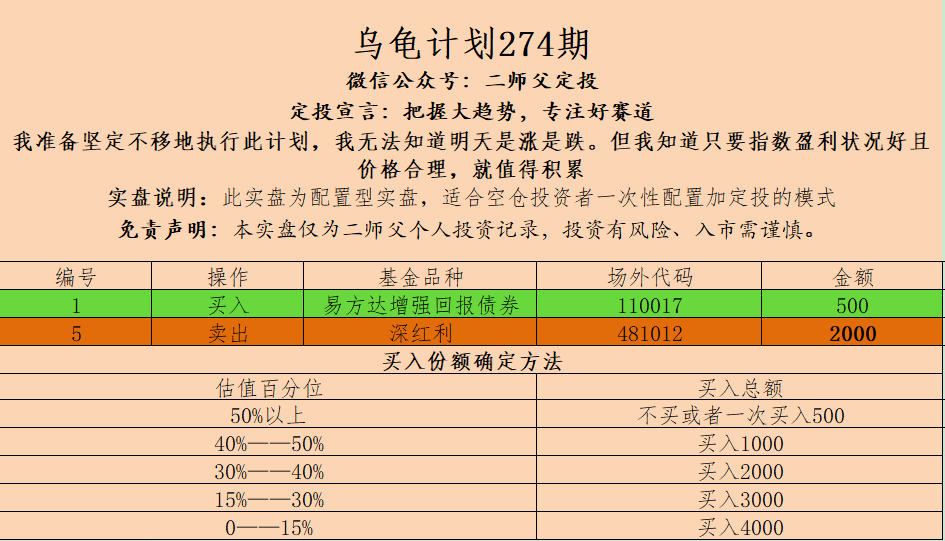 乌龟计划274期
微信公众号：二师父定投
定投宣言：把握大趋势，专注好赛道
我准备坚定不移地执行此计划，我无法知道明天是涨是跌。但我知道只要指数盈利状况好且
价格合理，就值得积累
实盘说明：此实盘为配置型实盘，适合空仓投资者一次性配置加定投的模式
免责声明：本实盘仅为二师父个人投资记录，投资有风险、入市需谨慎。
编号 操作 基金品种 场外代码 金额
1 买入 易方达增强回报债券 110017 500
5 卖出 深红利 481012 2000
买入份额确定方法
估值百分位 买入总额
50%以上 不买或者一次买入500
40%——50% 买入1000
30%——40% 买入2000
15%——30% 买入3000
0——15% 买入4000